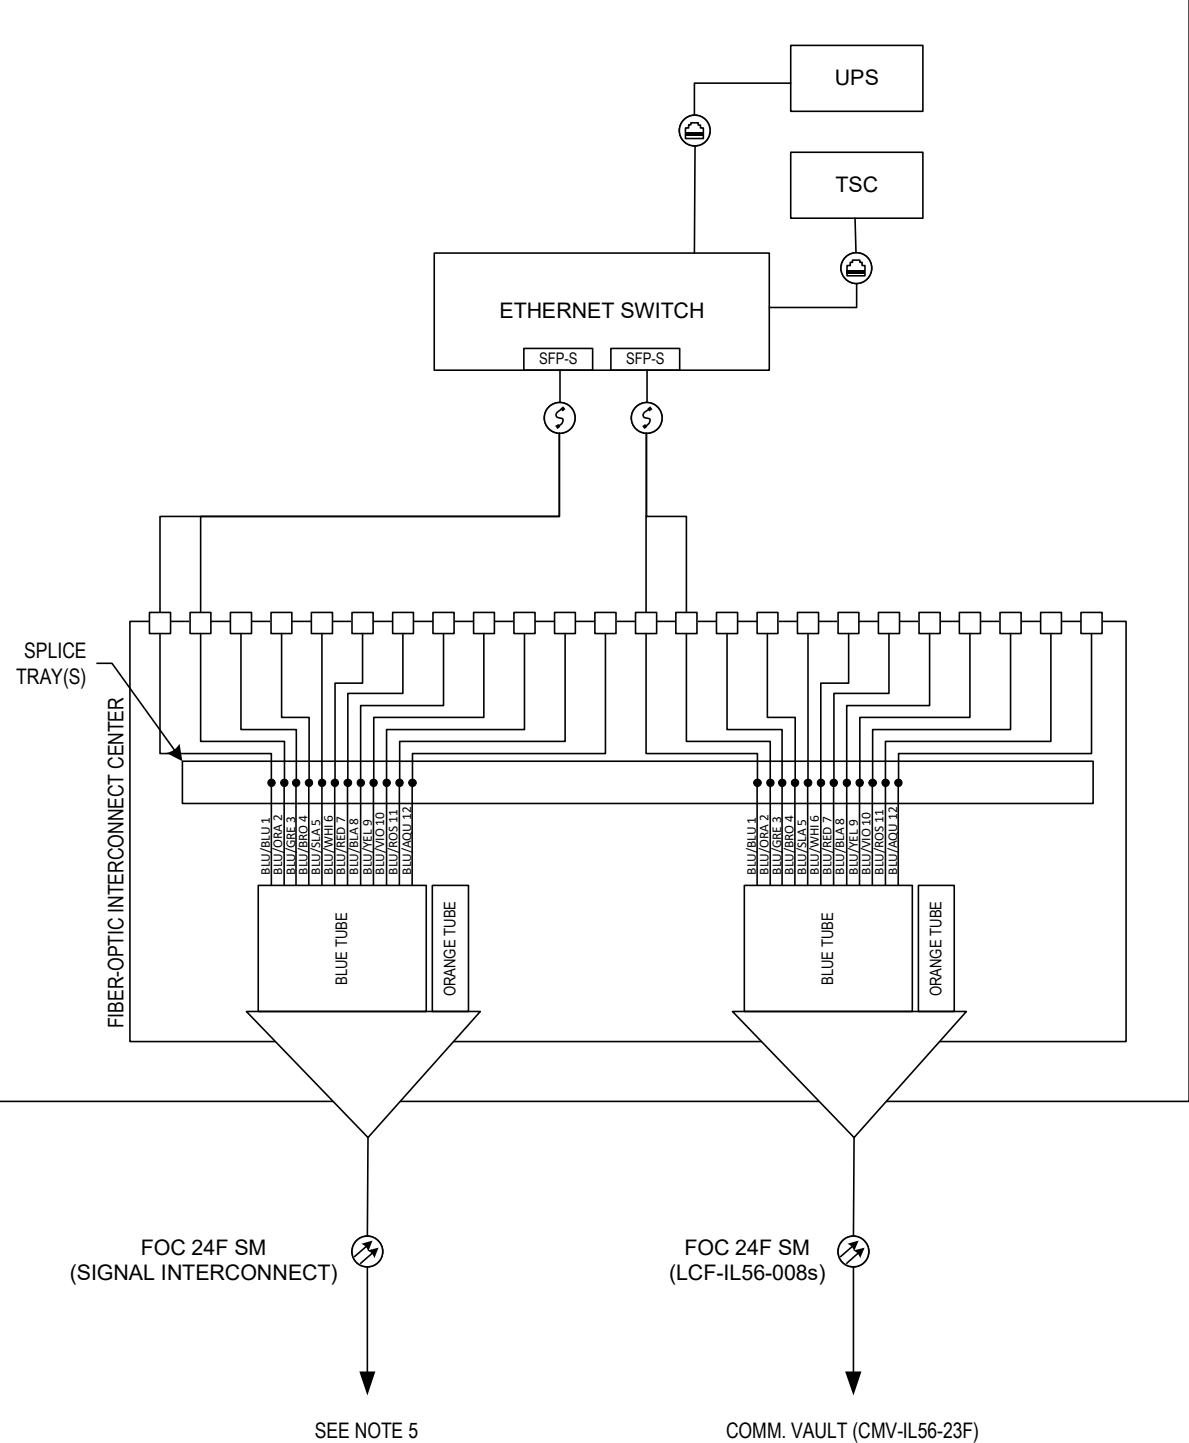 UPS
TSC
ETHERNET SWITCH
SFP-S
SFP-S
SPLICE
TRAY(S)
FIBER-OPTIC INTERCONNECT CENTER
BLU/BLU 1
BLU/ORA 2
BLU/GRE 3
BLU/BRO 4
BLU/SLA 5
BLU/WHI 6
BLU/RED 7
BLU/BLA 8
BLU/YEL 9
BLU/VIO 10
BLU/ROS 11
BLU/AQU 12
BLU/BLU 1
BLU/ORA 2
BLU/GRE 3
BLU/BRO 4
BLU/SLA 5
BLU/WHI 6
BLU/RED 7
BLU/BLA 8
BLU/YEL 9
BLU/VIO 10
BLU/ROS 11
BLU/AQU 12
BLUE TUBE
ORANGE TUBE
BLUE TUBE
ORANGE TUBE
FOC 24F SM
(SIGNAL INTERCONNECT)
FOC 24F SM
(LCF-IL56-008s)
SEE NOTE 5
COMM. VAULT (CMV-IL56-23F)